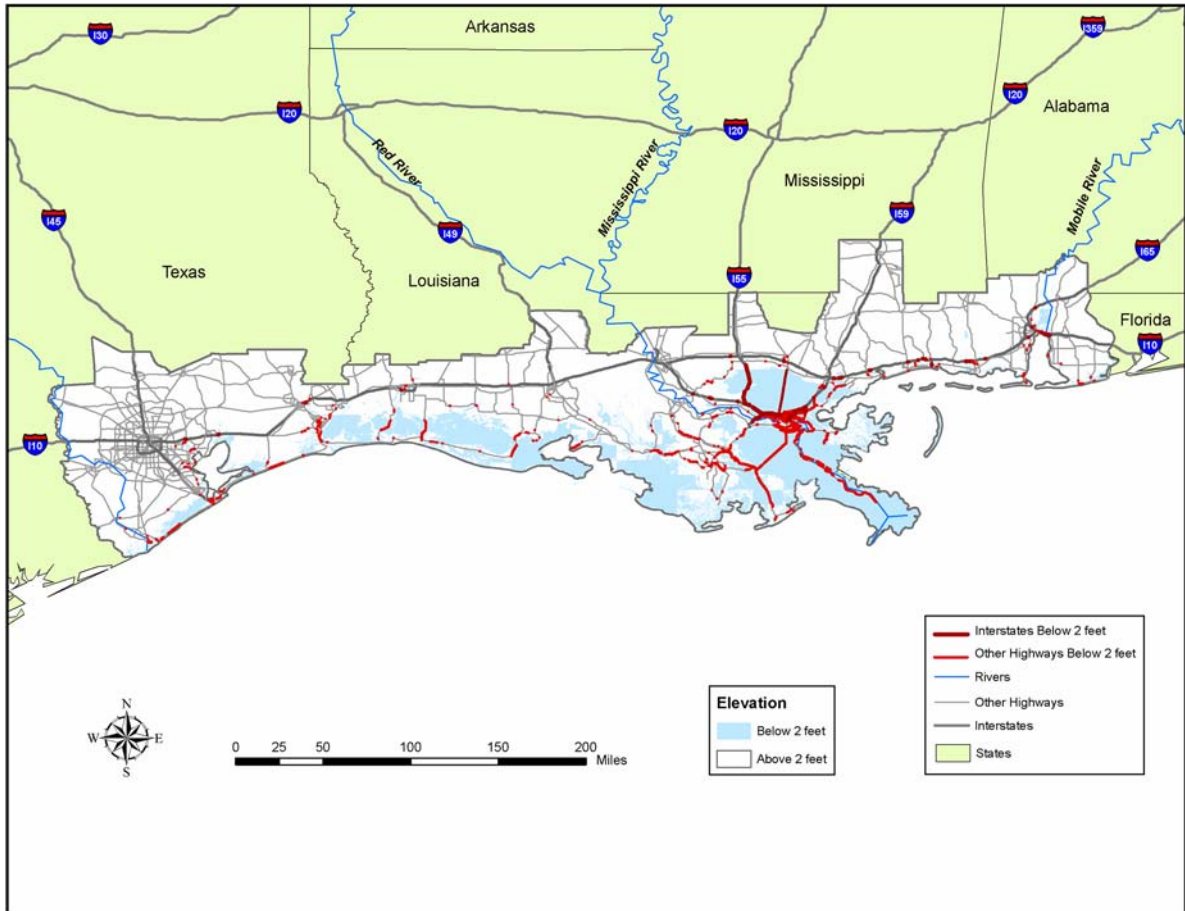 Arkansas
I30
I359
I20
I20
I20
Alabama
Red River
Mississippi River
Mississippi
Mobile River
I45
I49
I59
I65
Texas
Louisiana
I55
Florida
I10
I10
Interstates Below 2 feet
Other Highways Below 2 feet
Rivers
Other Highways
Interstates
States
Elevation
Below 2 feet
Above 2 feet
N
W E
S
0 25 50 100 150 200
Miles